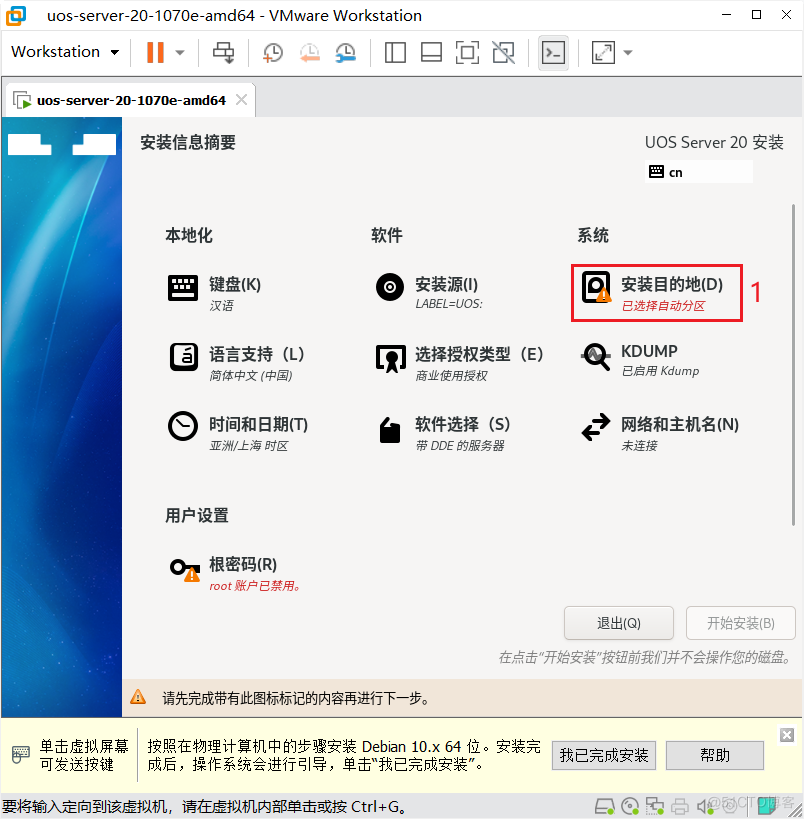 uos-server-20-1070e-amd64 - VMware Workstation
Workstation
uos-server-20-1070e-amd64
安装信息摘要
UOS Server 20 安装
cn
本地化
软件
系统
键盘(K)
汉语
安装源(I)
LABEL=UOS:
安装目的地(D)
已选择自动分区
1
语言支持（L）
简体中文 (中国)
选择授权类型（E）
商业使用授权
KDUMP
已启用 Kdump
时间和日期(T)
亚洲/上海 时区
软件选择（S）
带 DDE 的服务器
网络和主机名(N)
未连接
用户设置
根密码(R)
root 账户已禁用。
退出(Q)
开始安装(B)
在点击“开始安装”按钮前我们并不会操作您的磁盘。
请先完成带有此图标标记的内容再进行下一步。
单击虚拟屏幕
可发送按键
按照在物理计算机中的步骤安装 Debian 10.x 64 位。安装完
成后，操作系统会进行引导，单击“我已完成安装”。
我已完成安装
帮助
要将输入定向到该虚拟机，请在虚拟机内部单击或按 Ctrl+G。
@51CTO博客